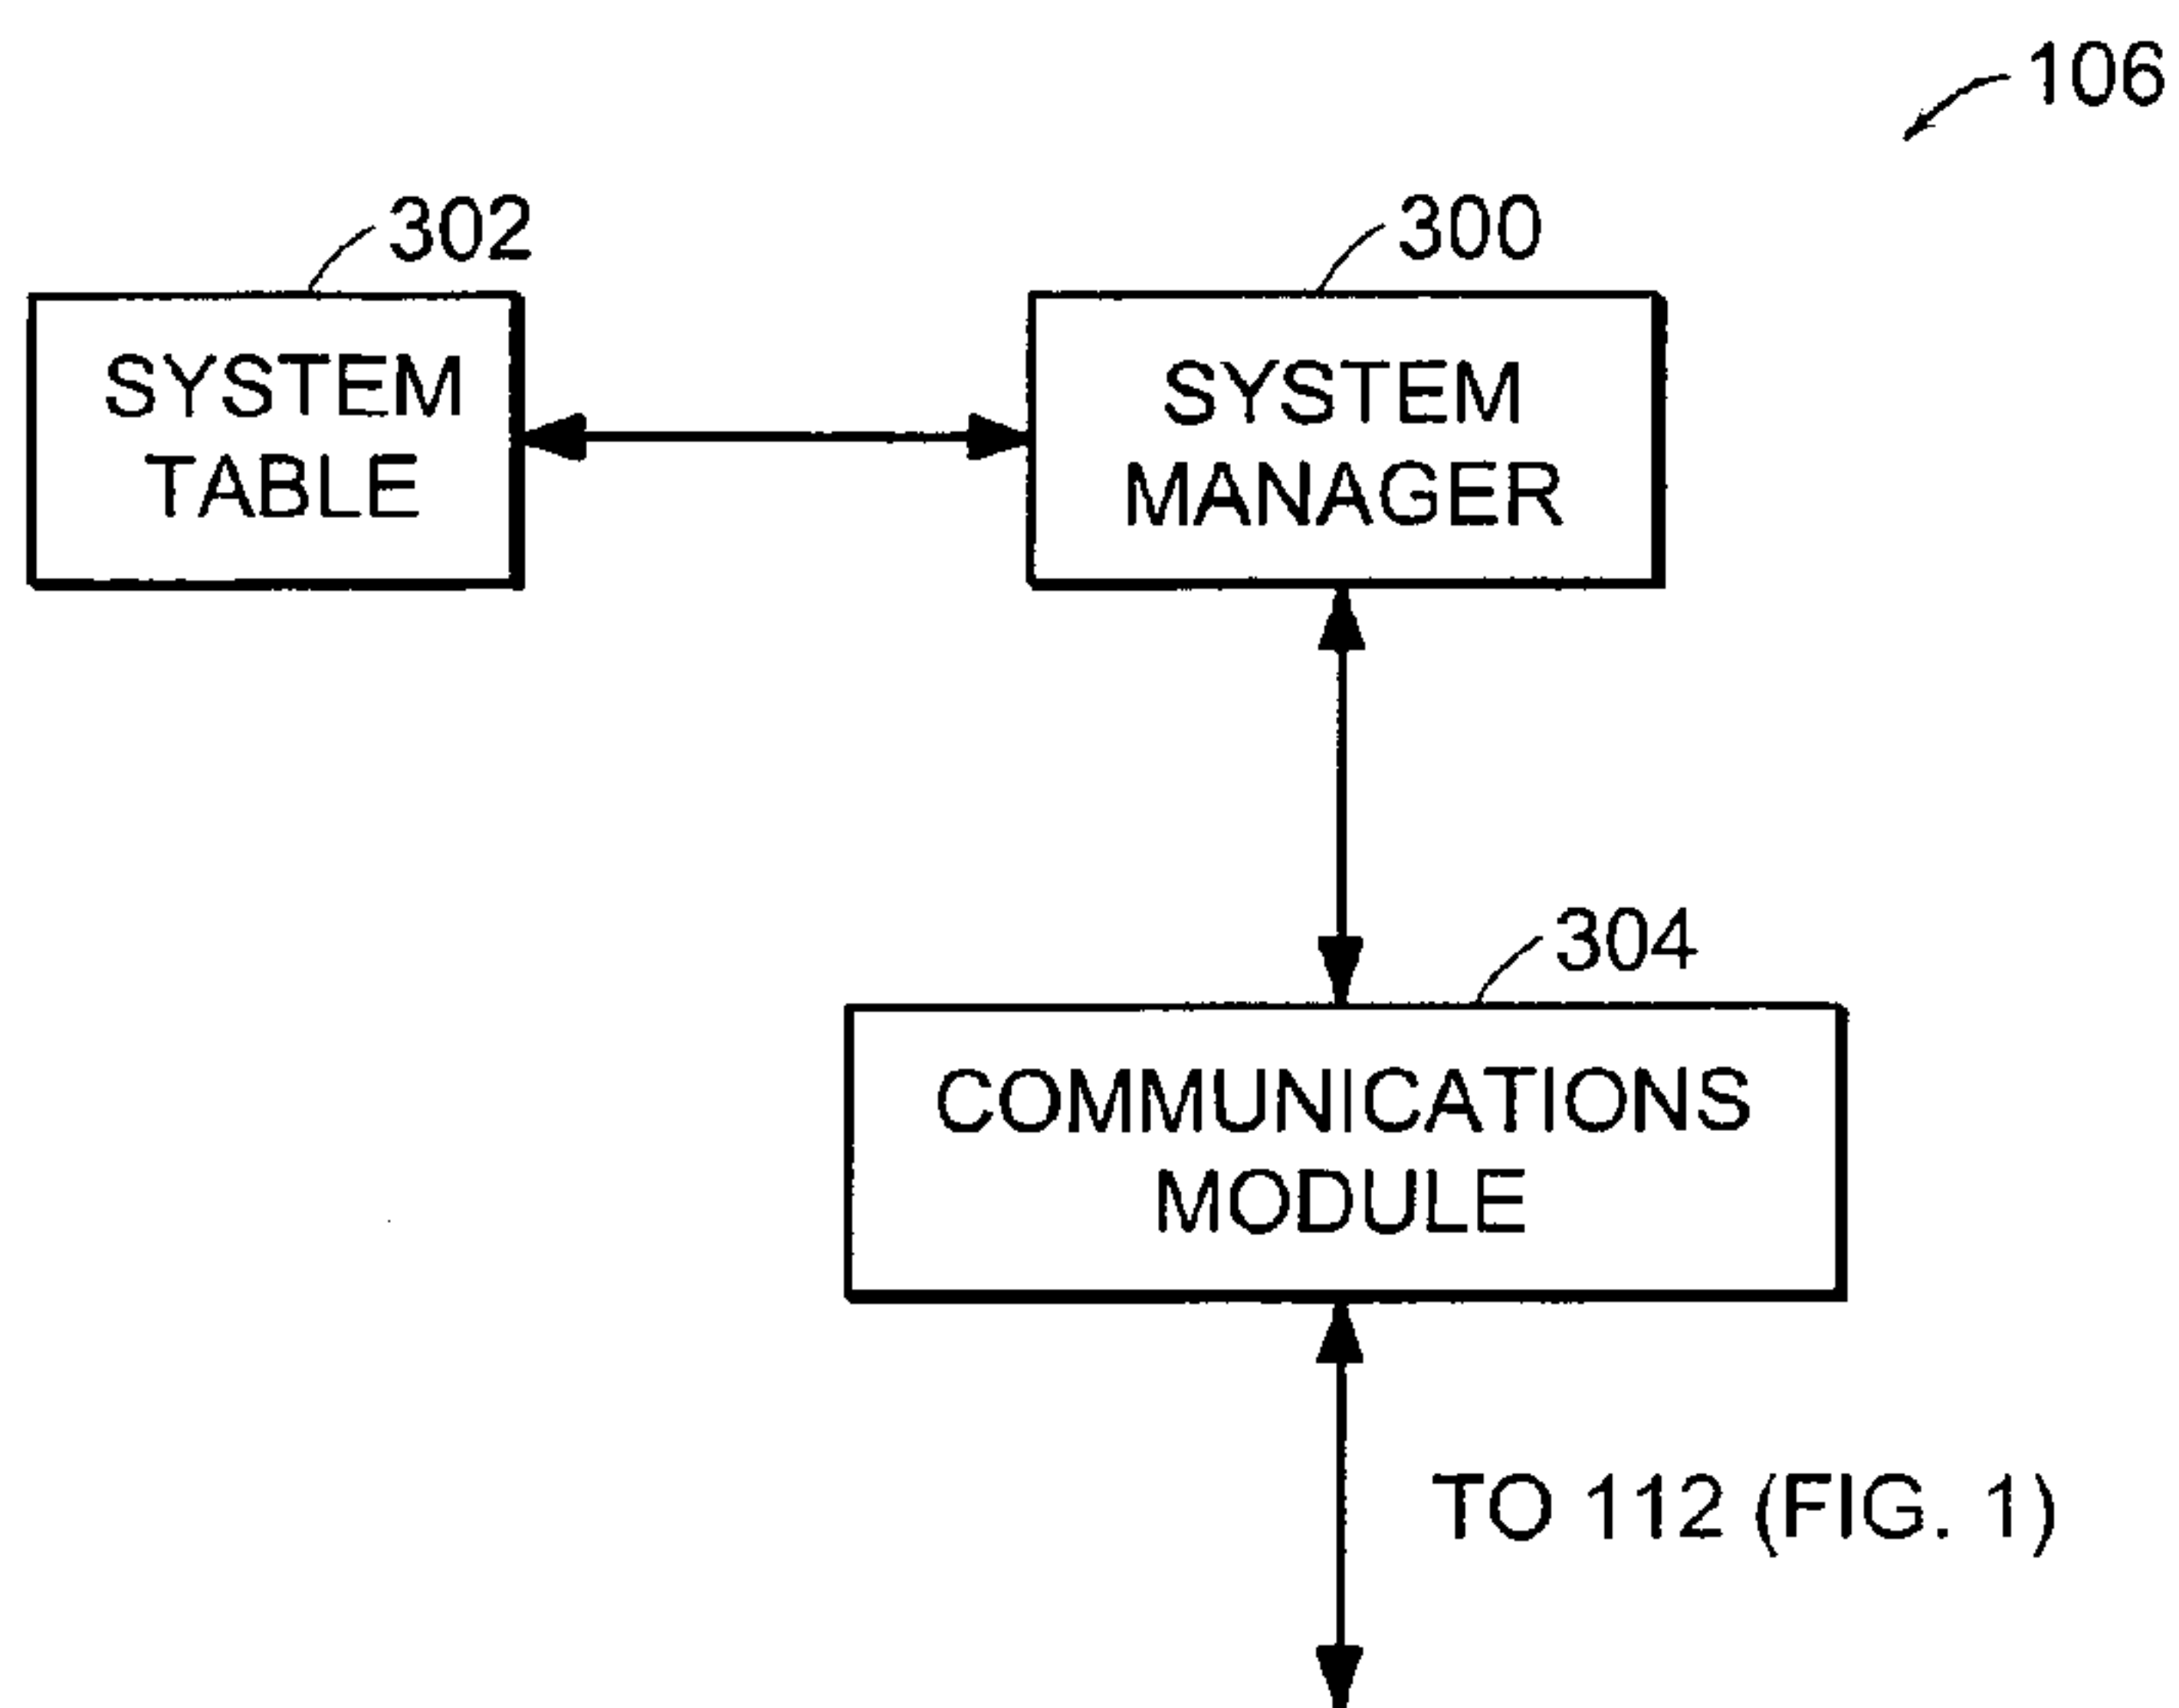 106
302
300
SYSTEM
TABLE
SYSTEM
MANAGER
304
COMMUNICATIONS
MODULE
TO 112 (FIG. 1)